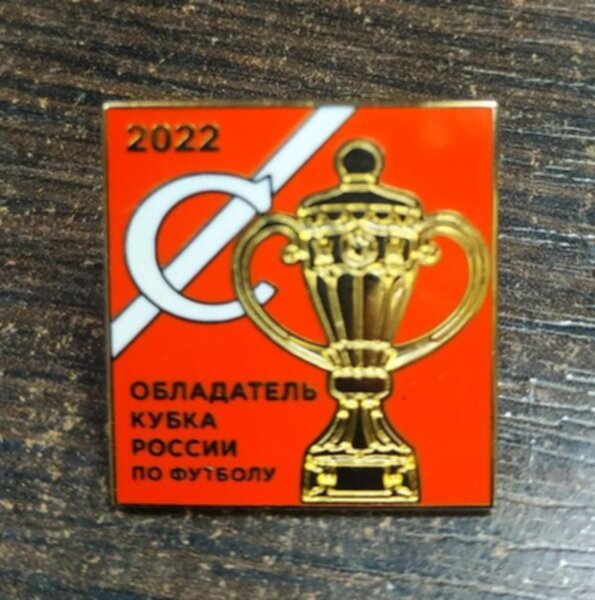 2022
С
ОБЛАДАТЕЛЬ
КУБКА
РОССИИ
ПО ФУТБОЛУ